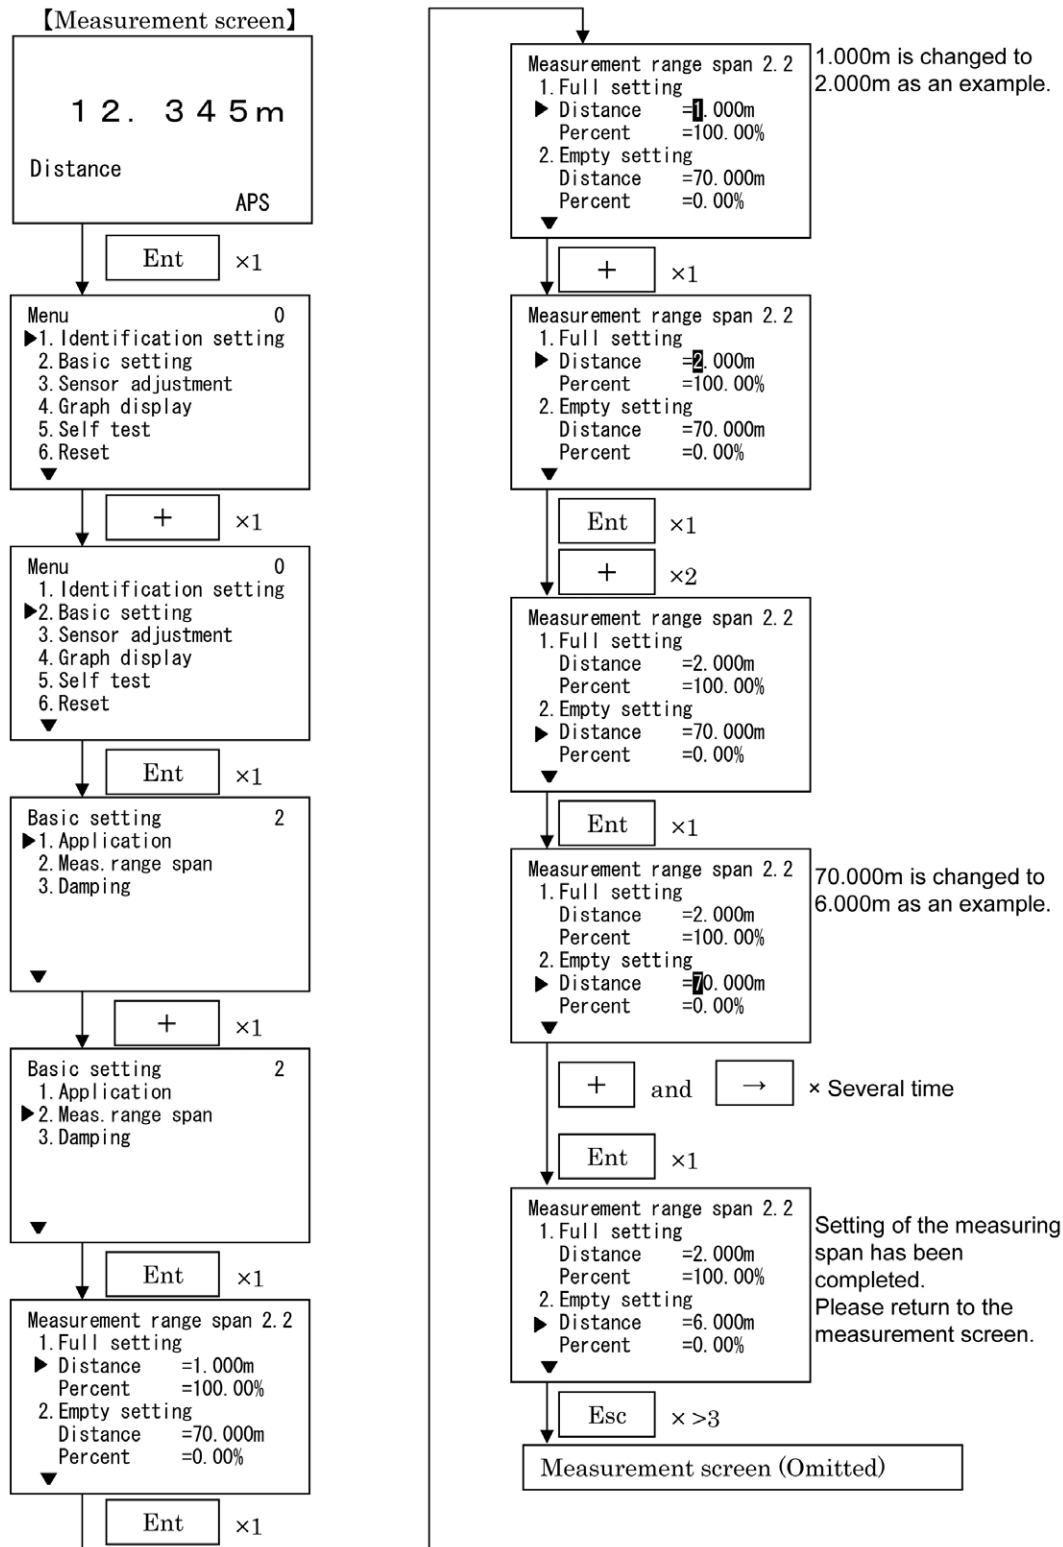 【Measurement screen】
12.345m
Distance
APS
Ent ×1
Menu 0
▶1.Identification setting
2.Basic setting
3.Sensor adjustment
4.Graph display
5.Self test
6.Reset
▼
+ ×1
Menu 0
1.Identification setting
▶2.Basic setting
3.Sensor adjustment
4.Graph display
5.Self test
6.Reset
▼
Ent ×1
Basic setting 2
▶1.Application
2.Meas.range span
3.Damping
▼
+ ×1
Basic setting 2
1.Application
▶2.Meas.range span
3.Damping
▼
Ent ×1
Measurement range span 2.2
1.Full setting
▶ Distance =1.000m
Percent =100.00%
2.Empty setting
Distance =70.000m
Percent =0.00%
▼
Ent ×1
Measurement range span 2.2
1.Full setting
▶ Distance =1.000m
Percent =100.00%
2.Empty setting
Distance =70.000m
Percent =0.00%
▼
1.000m is changed to
2.000m as an example.
+ ×1
Measurement range span 2.2
1.Full setting
▶ Distance =2.000m
Percent =100.00%
2.Empty setting
Distance =70.000m
Percent =0.00%
▼
Ent ×1
+ ×2
Measurement range span 2.2
1.Full setting
Distance =2.000m
Percent =100.00%
2.Empty setting
▶ Distance =70.000m
Percent =0.00%
▼
Ent ×1
Measurement range span 2.2
1.Full setting
Distance =2.000m
Percent =100.00%
2.Empty setting
▶ Distance =70.000m
Percent =0.00%
▼
70.000m is changed to
6.000m as an example.
+ and → × Several time
Ent ×1
Measurement range span 2.2
1.Full setting
Distance =2.000m
Percent =100.00%
2.Empty setting
▶ Distance =6.000m
Percent =0.00%
▼
Setting of the measuring
span has been
completed.
Please return to the
measurement screen.
Esc × >3
Measurement screen (Omitted)